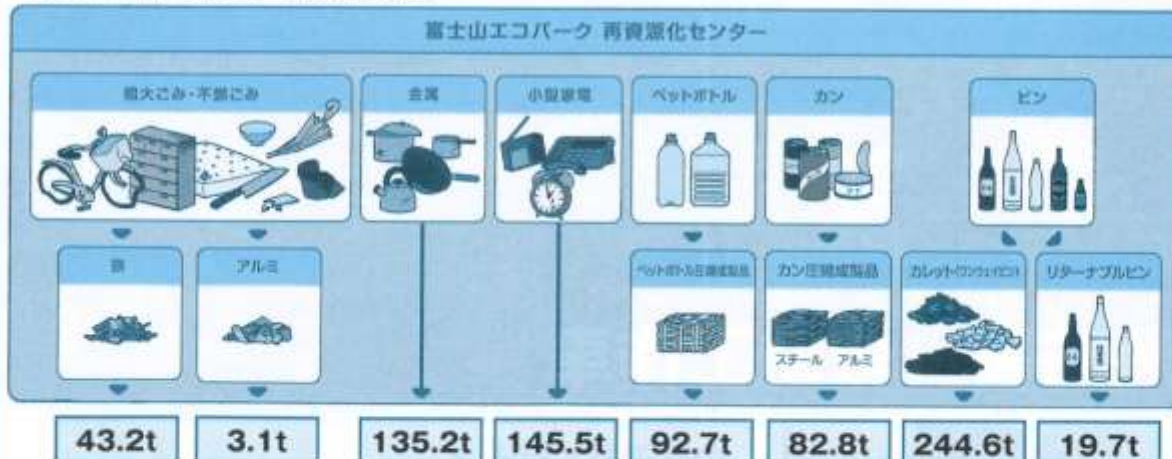 富士山エコパーク 再資源化センター
粗大ごみ・不燃ごみ
金属
小型家電
ペットボトル
カン
ビン
鉄
アルミ
ペットボトル圧縮成型品
カン圧縮成型品
スチール アルミ
カレット(ワンウェイビン)
リターナブルビン
43.2t
3.1t
135.2t
145.5t
92.7t
82.8t
244.6t
19.7t